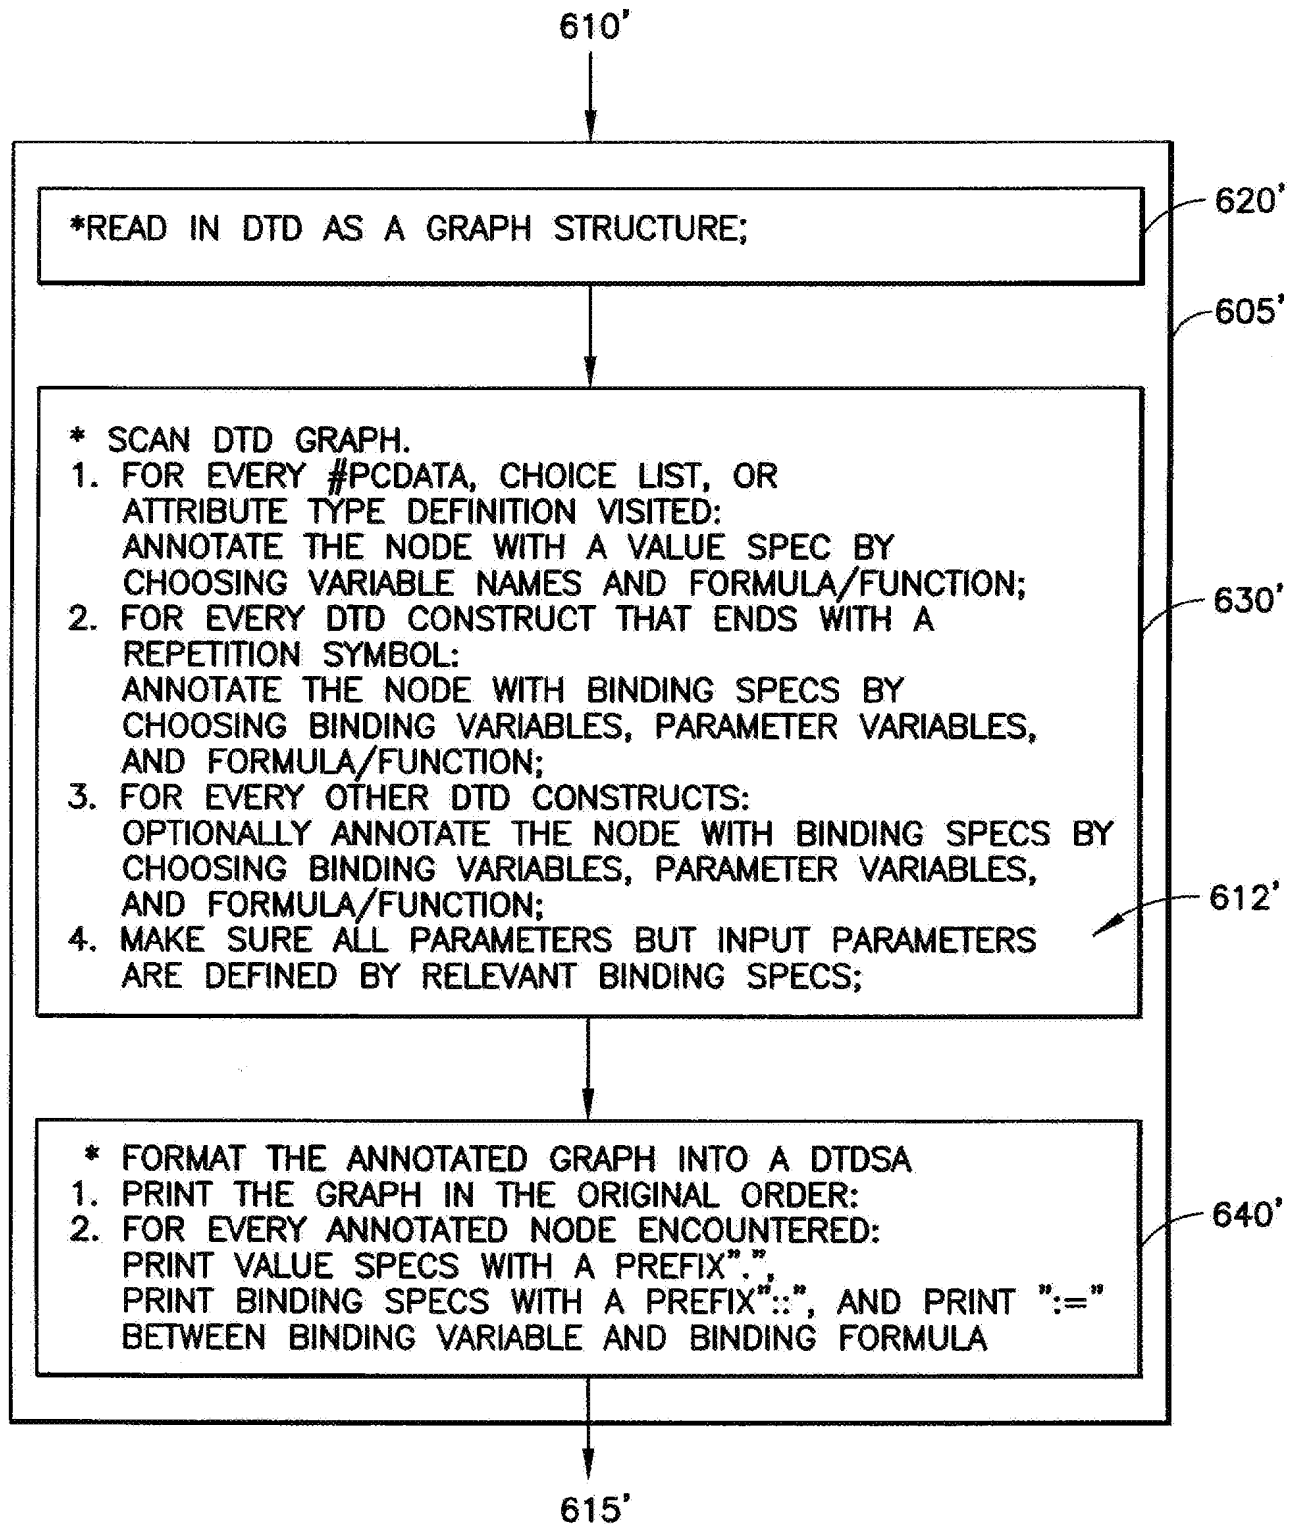 610'
*READ IN DTD AS A GRAPH STRUCTURE;
620'
605'
* SCAN DTD GRAPH.
1. FOR EVERY #PCDATA, CHOICE LIST, OR
ATTRIBUTE TYPE DEFINITION VISITED:
ANNOTATE THE NODE WITH A VALUE SPEC BY
CHOOSING VARIABLE NAMES AND FORMULA/FUNCTION;
2. FOR EVERY DTD CONSTRUCT THAT ENDS WITH A
REPETITION SYMBOL:
ANNOTATE THE NODE WITH BINDING SPECS BY
CHOOSING BINDING VARIABLES, PARAMETER VARIABLES,
AND FORMULA/FUNCTION;
3. FOR EVERY OTHER DTD CONSTRUCTS:
OPTIONALLY ANNOTATE THE NODE WITH BINDING SPECS BY
CHOOSING BINDING VARIABLES, PARAMETER VARIABLES,
AND FORMULA/FUNCTION;
4. MAKE SURE ALL PARAMETERS BUT INPUT PARAMETERS
ARE DEFINED BY RELEVANT BINDING SPECS;
630'
612'
* FORMAT THE ANNOTATED GRAPH INTO A DTDSA
1. PRINT THE GRAPH IN THE ORIGINAL ORDER:
2. FOR EVERY ANNOTATED NODE ENCOUNTERED:
PRINT VALUE SPECS WITH A PREFIX".",
PRINT BINDING SPECS WITH A PREFIX"::", AND PRINT ":="
BETWEEN BINDING VARIABLE AND BINDING FORMULA
640'
615'